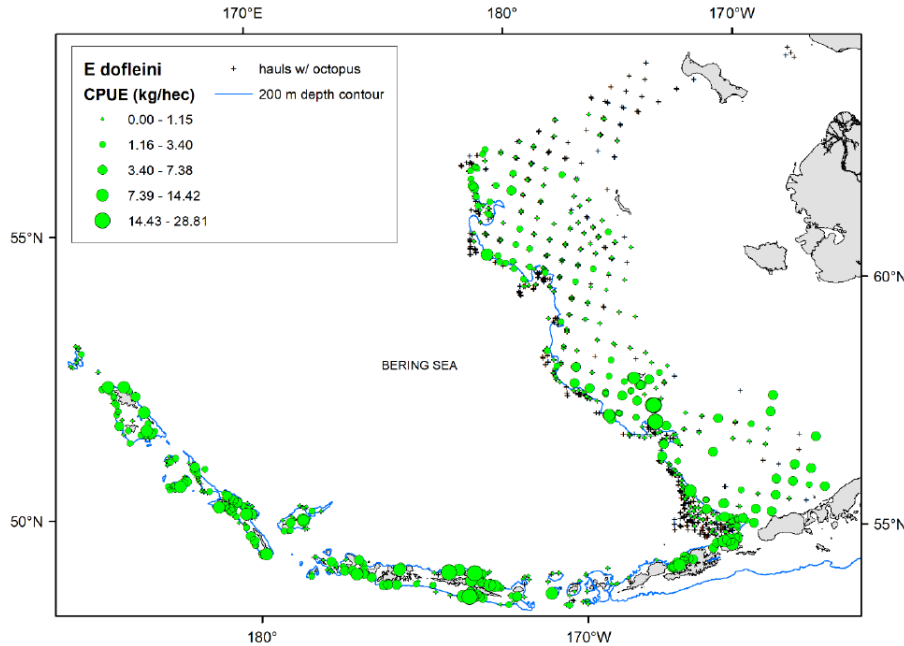 170°E 180° 170°W
E dofleini
CPUE (kg/hec)
0.00 - 1.15
1.16 - 3.40
3.40 - 7.38
7.39 - 14.42
14.43 - 28.81
hauls w/ octopus
200 m depth contour
55°N
60°N
BERING SEA
50°N
55°N
180° 170°W